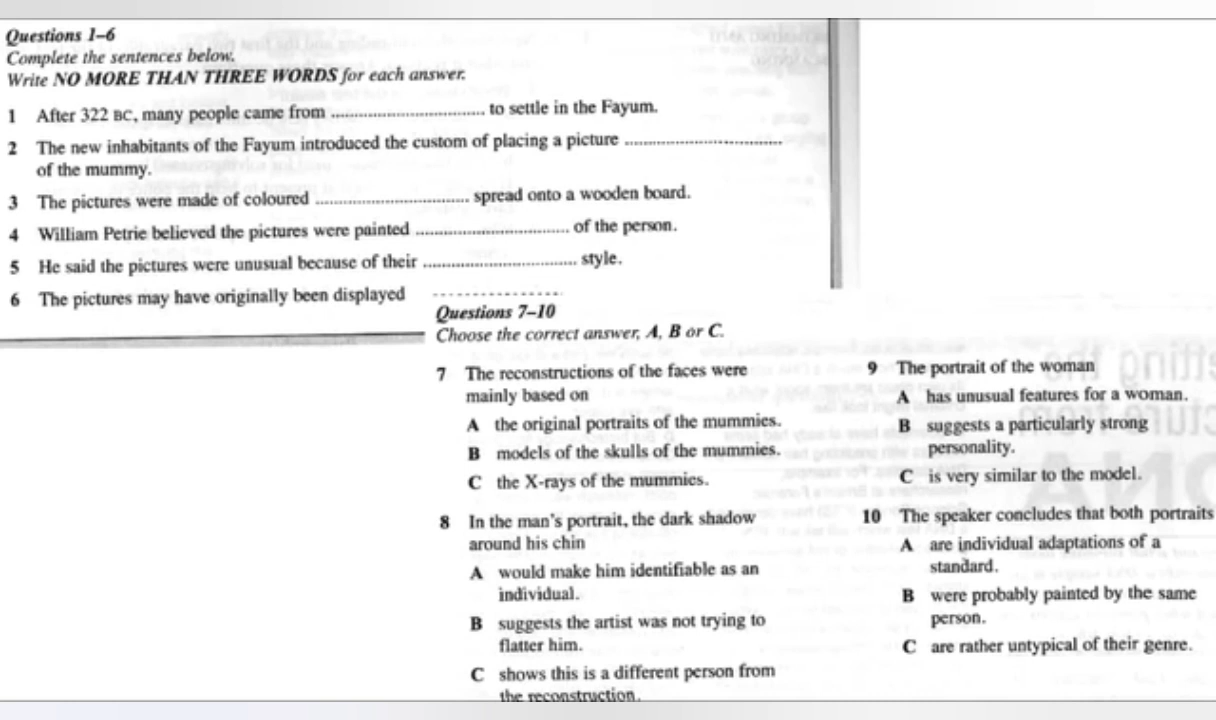 Questions 1–6
Complete the sentences below.
Write NO MORE THAN THREE WORDS for each answer.
1 After 322 BC, many people came from .............................. to settle in the Fayum.
2 The new inhabitants of the Fayum introduced the custom of placing a picture ..............................
of the mummy.
3 The pictures were made of coloured .............................. spread onto a wooden board.
4 William Petrie believed the pictures were painted .............................. of the person.
5 He said the pictures were unusual because of their .............................. style.
6 The pictures may have originally been displayed ..............................
Questions 7–10
Choose the correct answer, A, B or C.
7 The reconstructions of the faces were
mainly based on
A the original portraits of the mummies.
B models of the skulls of the mummies.
C the X-rays of the mummies.
8 In the man's portrait, the dark shadow
around his chin
A would make him identifiable as an
individual.
B suggests the artist was not trying to
flatter him.
C shows this is a different person from
the reconstruction.
9 The portrait of the woman
A has unusual features for a woman.
B suggests a particularly strong
personality.
C is very similar to the model.
10 The speaker concludes that both portraits
A are individual adaptations of a
standard.
B were probably painted by the same
person.
C are rather untypical of their genre.